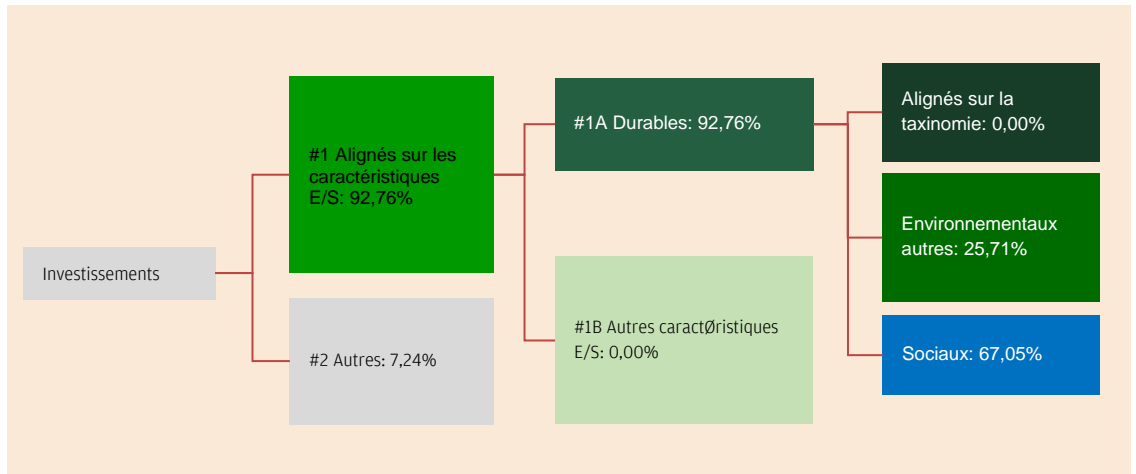 Investissements
#1 Alignés sur les
caractéristiques
E/S: 92,76%
#2 Autres: 7,24%
#1A Durables: 92,76%
#1B Autres caractØristiques
E/S: 0,00%
Alignés sur la
taxinomie: 0,00%
Environnementaux
autres: 25,71%
Sociaux: 67,05%